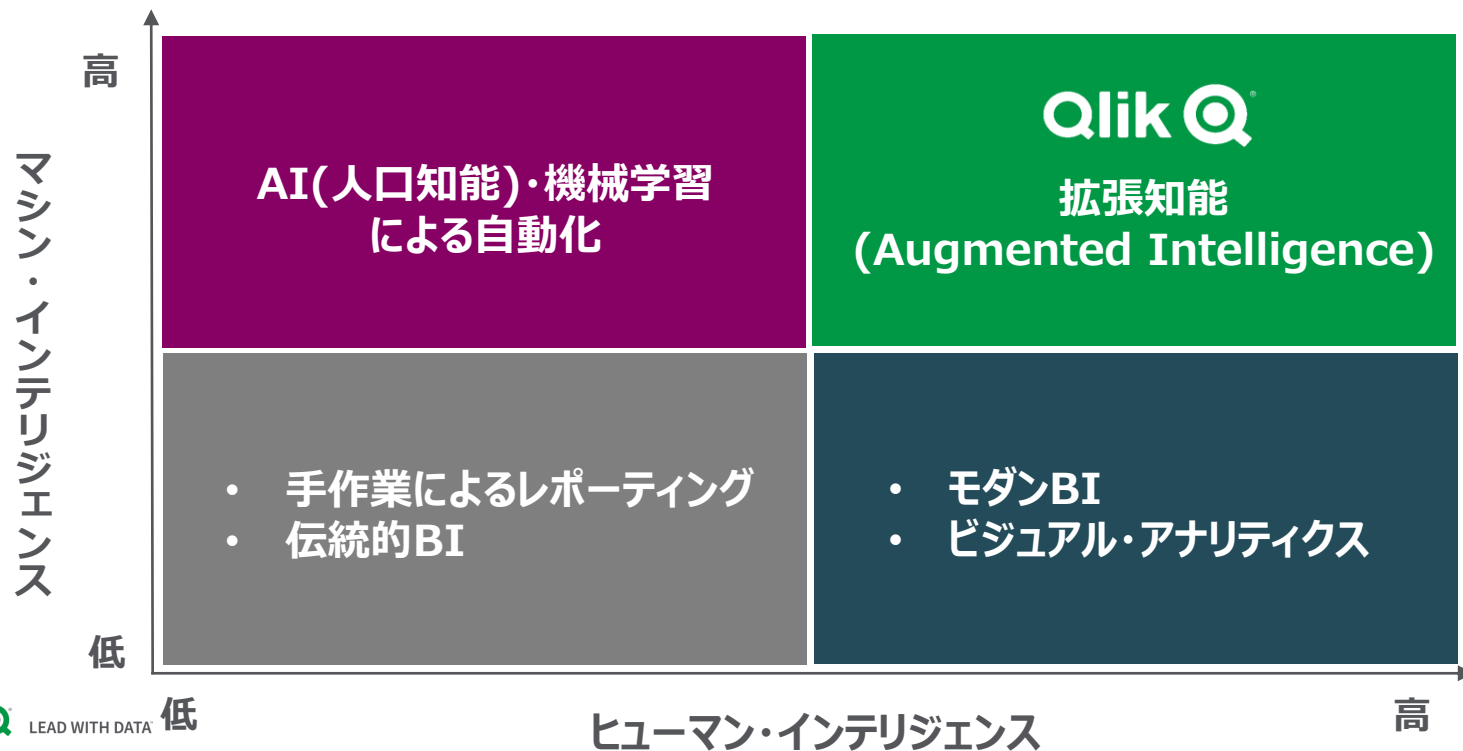 高
マシン・インテリジェンス
AI(人口知能)・機械学習
による自動化
Qlik
拡張知能
(Augmented Intelligence)
• 手作業によるレポーティング
• 伝統的BI
• モダンBI
• ビジュアル・アナリティクス
低
LEAD WITH DATA
低
ヒューマン・インテリジェンス
高